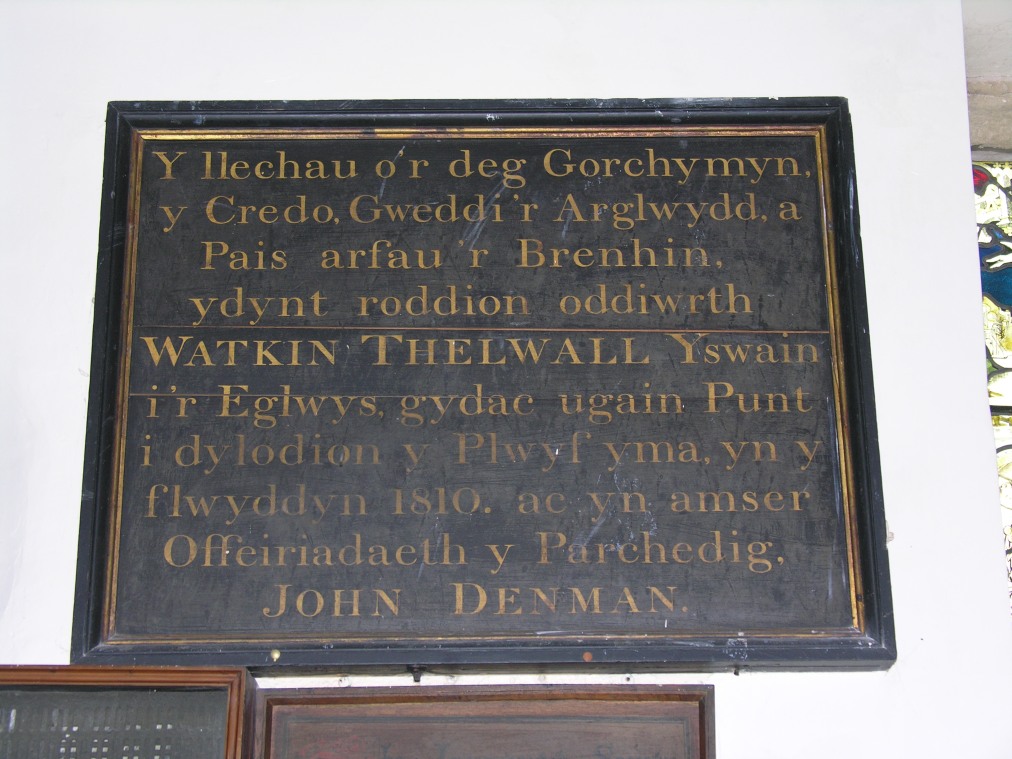 Y llechau o'r deg Gorchymyn,
y Credo, Gweddi'r Arglwydd, a
Pais arfau'r Brenhin,
ydynt roddion oddiwrth
WATKIN THELWALL Yswain
i'r Eglwys, gydac ugain Punt
i dylodion y Plwyf yma, yn y
flwyddyn 1810. ac yn amser
Offeiriadaeth y Parchedig,
JOHN DENMAN.